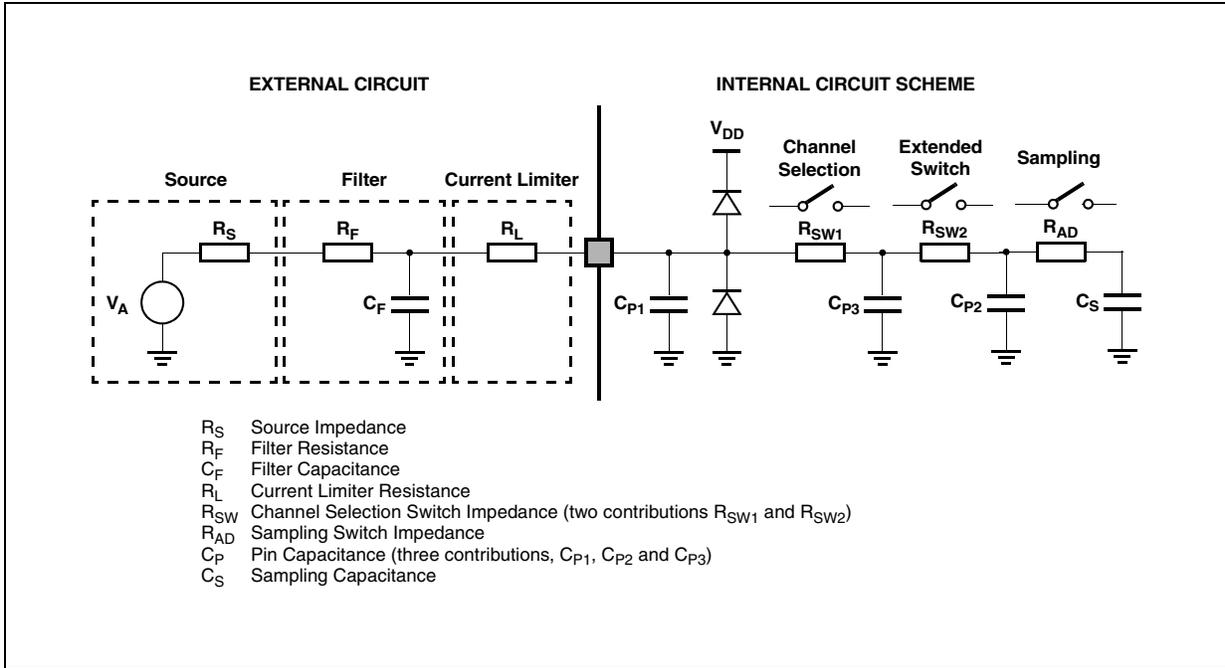 EXTERNAL CIRCUIT
INTERNAL CIRCUIT SCHEME
Source
Filter
Current Limiter
VDD
Channel
Selection
Extended
Switch
Sampling
RS
RF
RL
RSW1
RSW2
RAD
VA
CF
CP1
CP3
CP2
CS
RS Source Impedance
RF Filter Resistance
CF Filter Capacitance
RL Current Limiter Resistance
RSW Channel Selection Switch Impedance (two contributions RSW1 and RSW2)
RAD Sampling Switch Impedance
CP Pin Capacitance (three contributions, CP1, CP2 and CP3)
CS Sampling Capacitance